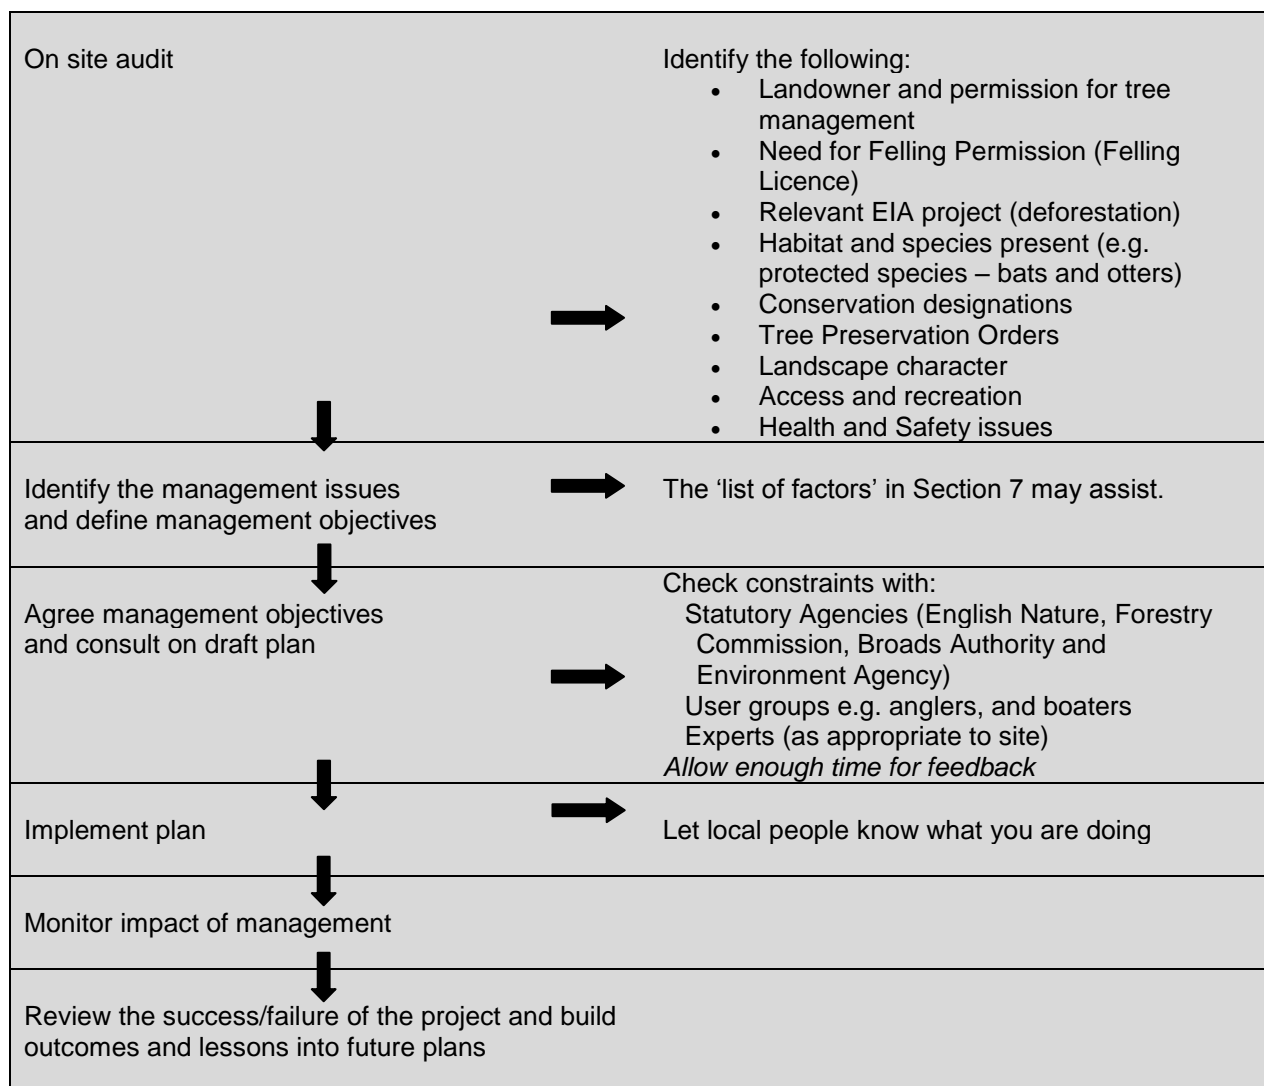 On site audit
Identify the following:
• Landowner and permission for tree
management
• Need for Felling Permission (Felling
Licence)
• Relevant EIA project (deforestation)
• Habitat and species present (e.g.
protected species – bats and otters)
• Conservation designations
• Tree Preservation Orders
• Landscape character
• Access and recreation
• Health and Safety issues
Identify the management issues
and define management objectives
The ‘list of factors’ in Section 7 may assist.
Agree management objectives
and consult on draft plan
Check constraints with:
Statutory Agencies (English Nature, Forestry
Commission, Broads Authority and
Environment Agency)
User groups e.g. anglers, and boaters
Experts (as appropriate to site)
Allow enough time for feedback
Implement plan
Let local people know what you are doing
Monitor impact of management
Review the success/failure of the project and build
outcomes and lessons into future plans